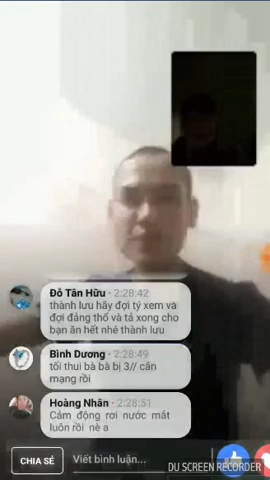 Đỗ Tân Hữu · 2:28:42
thành lưu hãy đợi tý xem và
đợi đảng thổ và tả xong cho
bạn ăn hết nhé thành lưu
Bình Dương · 2:28:49
tối thui bà bà bị 3// căn
mạng rồi
Hoàng Nhân · 2:28:51
Cảm động rơi nước mắt
luôn rồi nè a
CHIA SẺ
Viết bình luận...
DU SCREEN RECORDER